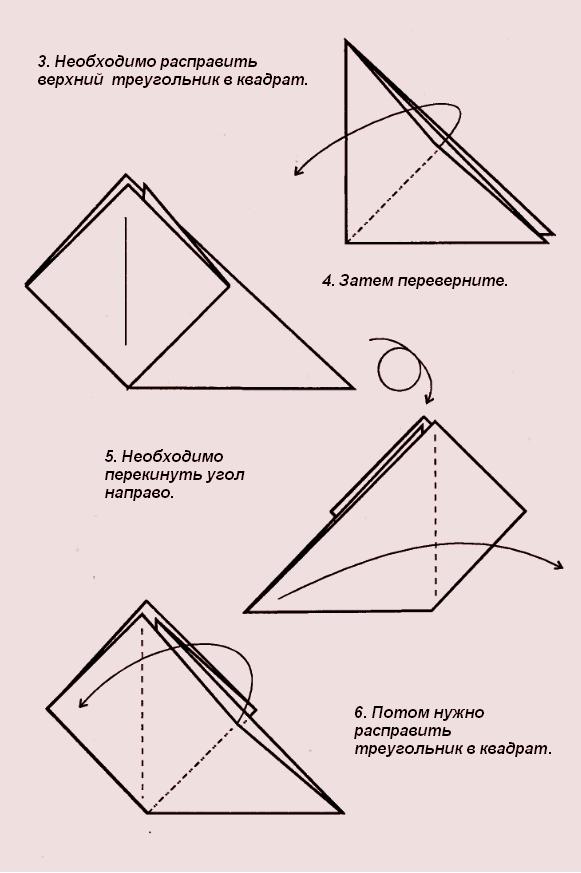 3. Необходимо расправить
верхний треугольник в квадрат.
4. Затем переверните.
5. Необходимо
перекинуть угол
направо.
6. Потом нужно
расправить
треугольник в квадрат.